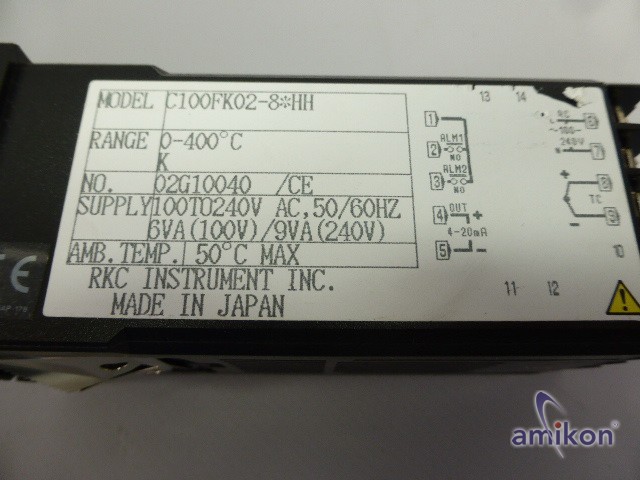 MODEL C100FK02-8*HH
RANGE 0-400°C
K
NO. 02G10040 /CE
SUPPLY 100TO240V AC, 50/60HZ
6VA(100V)/9VA(240V)
AMB.TEMP. 50°C MAX
RKC INSTRUMENT INC.
MADE IN JAPAN
13 14
1
ALM1
2
NO
ALM2
3
NO
OUT
4 +
4-20mA
5 -
AC
L 6
~100-
240V
N 7
8
+
TC
-
9
10
11 12
CE
amikon